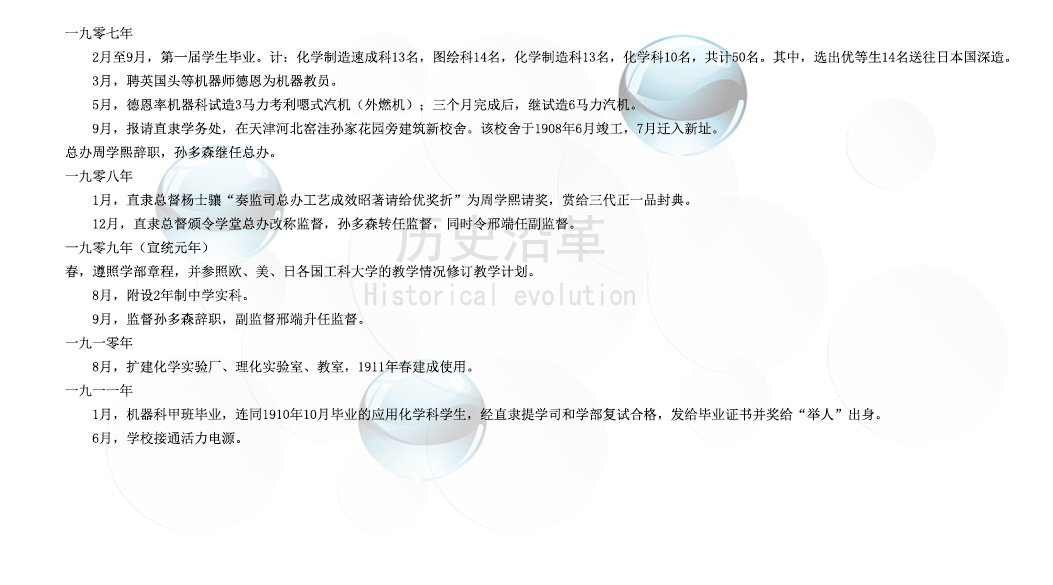 一九零七年
2月至9月，第一届学生毕业。计：化学制造速成科13名，图绘科14名，化学制造科13名，化学科10名，共计50名。其中，选出优等生14名送往日本国深造。
3月，聘英国头等机器师德恩为机器教员。
5月，德恩率机器科试造3马力考利嗯式汽机（外燃机）；三个月完成后，继试造6马力汽机。
9月，报请直隶学务处，在天津河北窑洼孙家花园旁建筑新校舍。该校舍于1908年6月竣工，7月迁入新址。
总办周学熙辞职，孙多森继任总办。
一九零八年
1月，直隶总督杨士骧“奏监司总办工艺成效昭著请给优奖折”为周学熙请奖，赏给三代正一品封典。
12月，直隶总督颁令学堂总办改称监督，孙多森转任监督，同时令邢端任副监督。
历史沿革
一九零九年（宣统元年）
春，遵照学部章程，并参照欧、美、日各国工科大学的教学情况修订教学计划。
8月，附设2年制中学实科。
Historical evolution
9月，监督孙多森辞职，副监督邢端升任监督。
一九一零年
8月，扩建化学实验厂、理化实验室、教室，1911年春建成使用。
一九一一年
1月，机器科甲班毕业，连同1910年10月毕业的应用化学科学生，经直隶提学司和学部复试合格，发给毕业证书并奖给“举人”出身。
6月，学校接通活力电源。